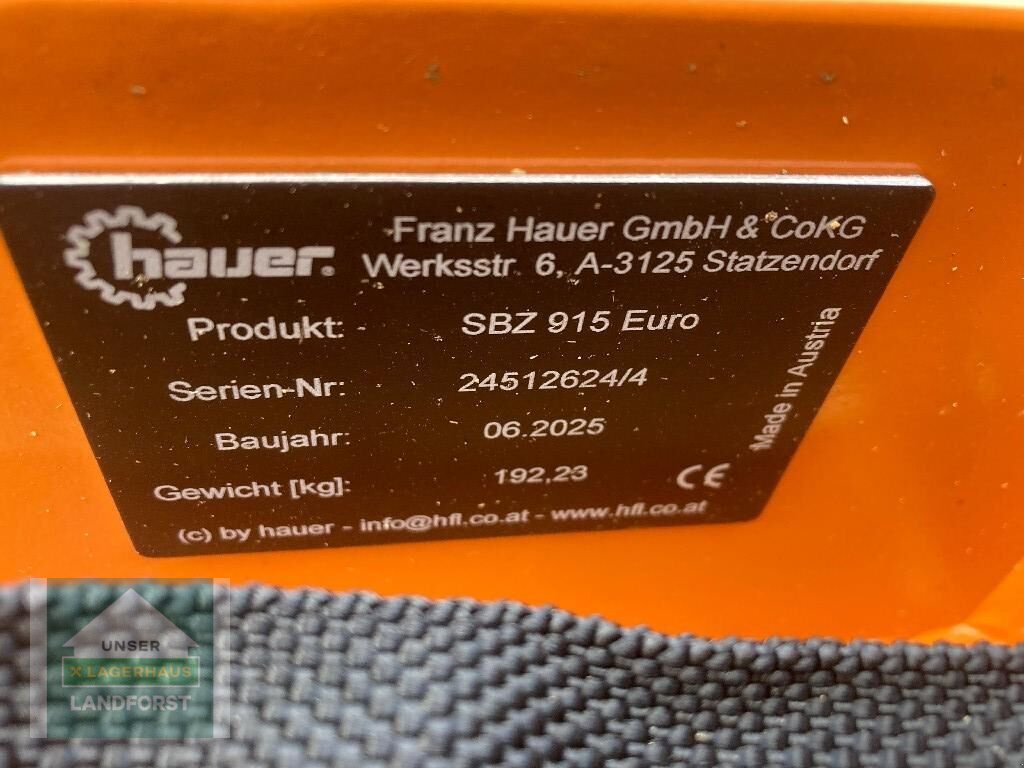 hauer.
Franz Hauer GmbH & CoKG
Werksstr. 6, A-3125 Statzendorf
Produkt: SBZ 915 Euro
Serien-Nr: 24512624/4
Baujahr: 06.2025
Gewicht [kg]: 192,23
CE
Made in Austria
(c) by hauer - info@hfl.co.at - www.hfl.co.at
UNSER
X LAGERHAUS
LANDFORST